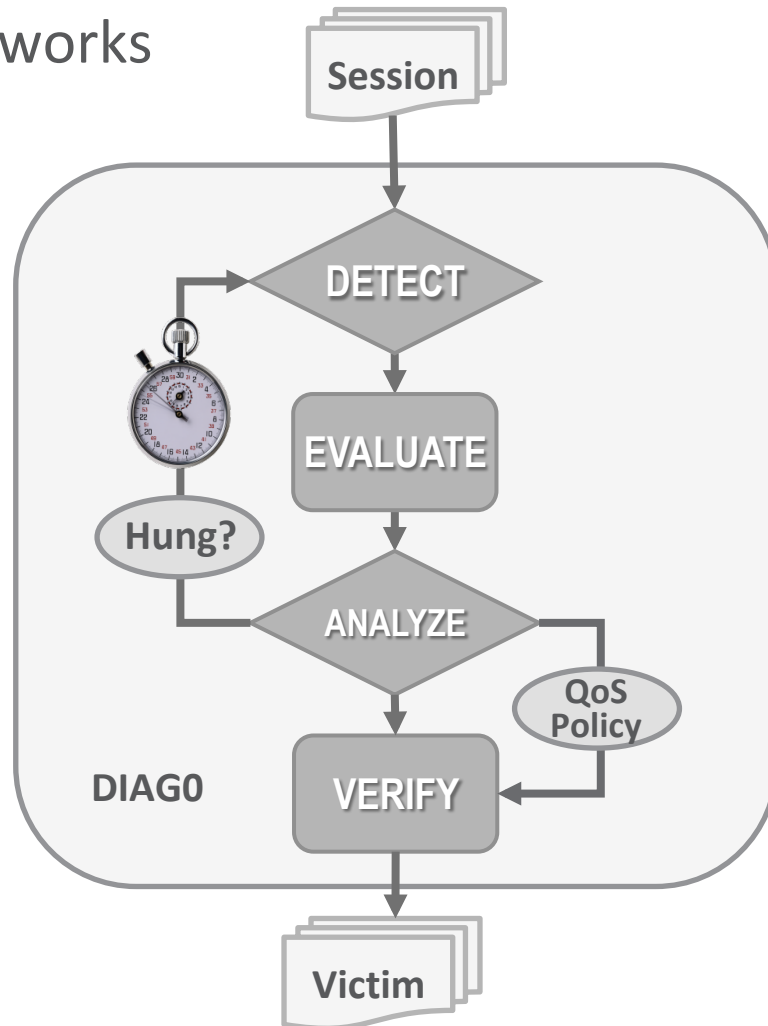 works
Session
DETECT
EVALUATE
Hung?
ANALYZE
QoS
Policy
DIAG0
VERIFY
Victim